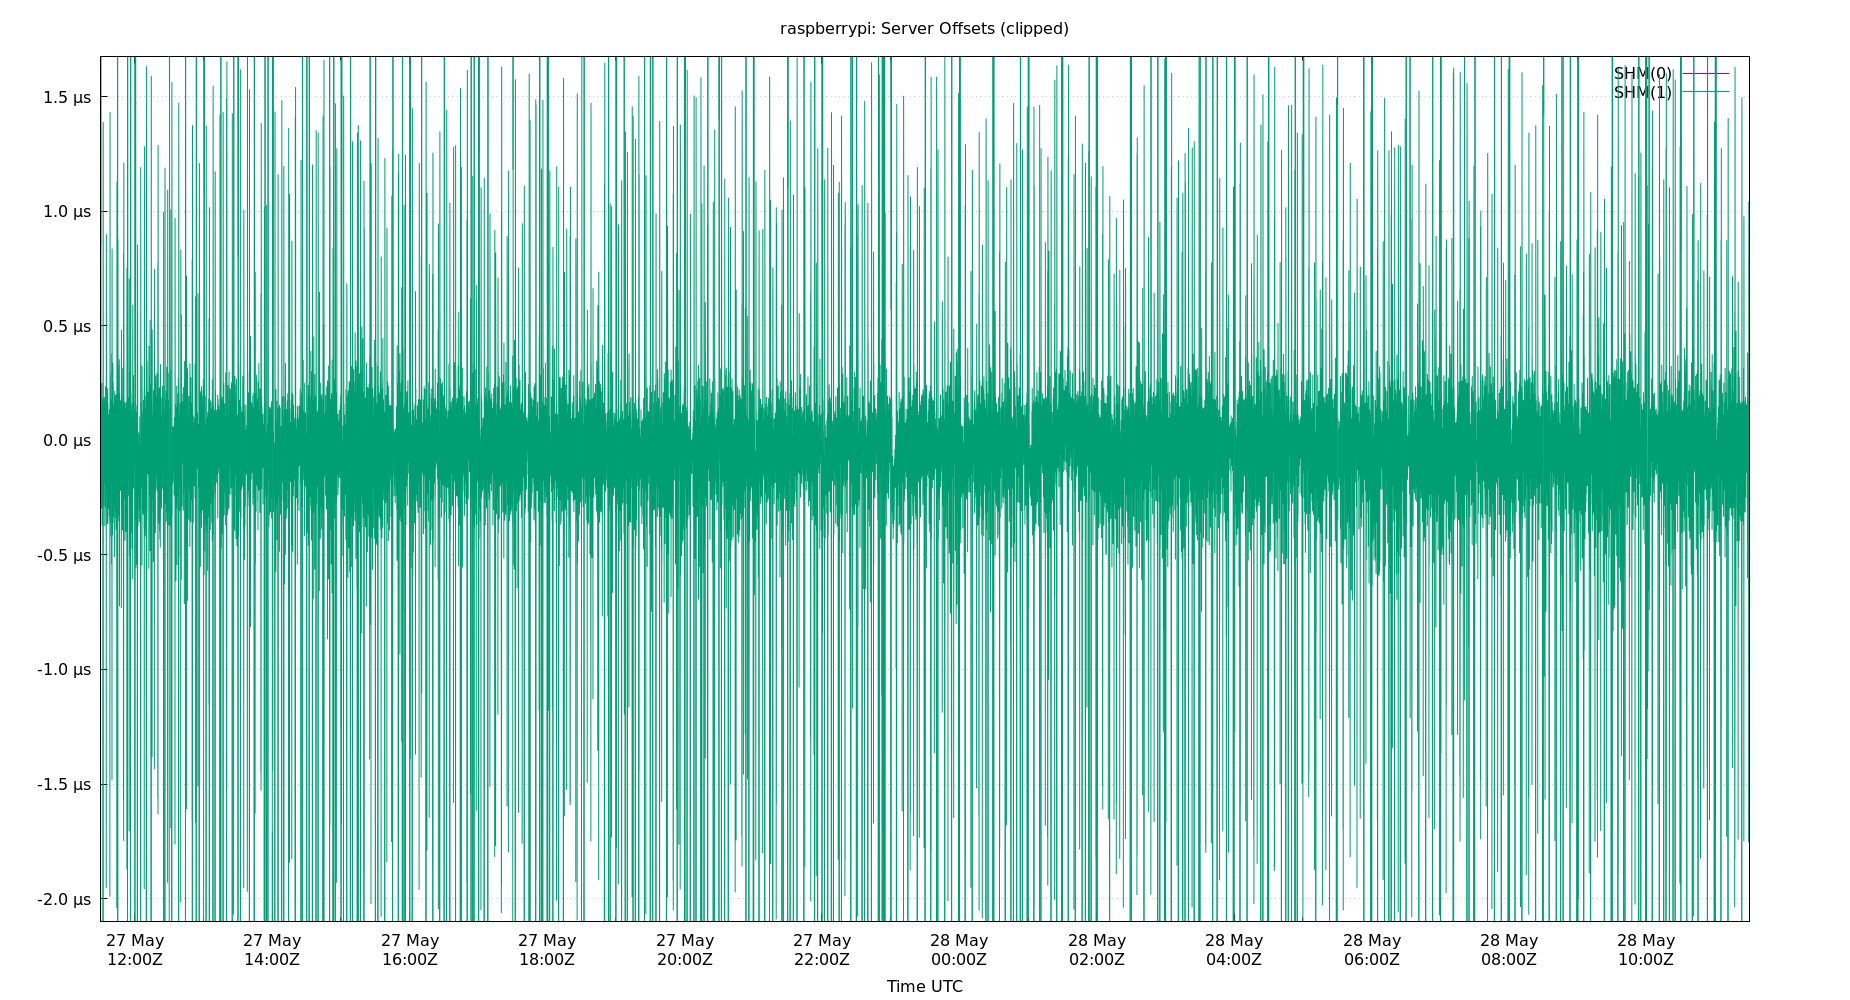 raspberrypi: Server Offsets (clipped)
SHM(0)
SHM(1)
1.5 µs
1.0 µs
0.5 µs
0.0 µs
-0.5 µs
-1.0 µs
-1.5 µs
-2.0 µs
27 May 27 May 27 May 27 May 27 May 27 May 28 May 28 May 28 May 28 May 28 May 28 May
12:00Z 14:00Z 16:00Z 18:00Z 20:00Z 22:00Z 00:00Z 02:00Z 04:00Z 06:00Z 08:00Z 10:00Z
Time UTC